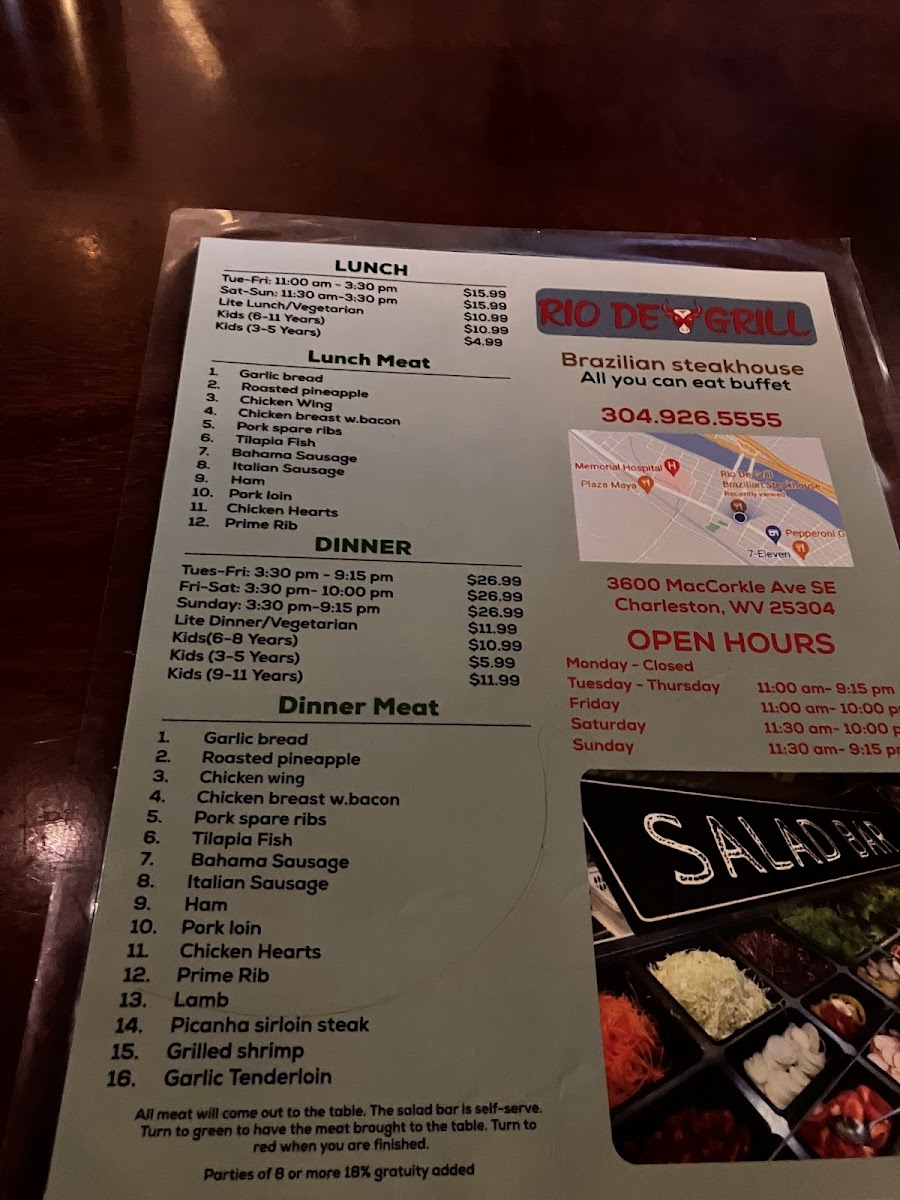 LUNCH
Tue-Fri: 11:00 am - 3:30 pm $15.99
Sat-Sun: 11:30 am-3:30 pm $15.99
Lite Lunch/Vegetarian $10.99
Kids (6-11 Years) $10.99
Kids (3-5 Years) $4.99
Lunch Meat
1. Garlic bread
2. Roasted pineapple
3. Chicken Wing
4. Chicken breast w.bacon
5. Pork spare ribs
6. Tilapia Fish
7. Bahama Sausage
8. Italian Sausage
9. Ham
10. Pork loin
11. Chicken Hearts
12. Prime Rib
DINNER
Tues-Fri: 3:30 pm - 9:15 pm $26.99
Fri-Sat: 3:30 pm- 10:00 pm $26.99
Sunday: 3:30 pm-9:15 pm $26.99
Lite Dinner/Vegetarian $11.99
Kids(6-8 Years) $10.99
Kids (3-5 Years) $5.99
Kids (9-11 Years) $11.99
Dinner Meat
1. Garlic bread
2. Roasted pineapple
3. Chicken wing
4. Chicken breast w.bacon
5. Pork spare ribs
6. Tilapia Fish
7. Bahama Sausage
8. Italian Sausage
9. Ham
10. Pork loin
11. Chicken Hearts
12. Prime Rib
13. Lamb
14. Picanha sirloin steak
15. Grilled shrimp
16. Garlic Tenderloin
All meat will come out to the table. The salad bar is self-serve.
Turn to green to have the meat brought to the table. Turn to
red when you are finished.
Parties of 8 or more 18% gratuity added
RIO DE GRILL
Brazilian steakhouse
All you can eat buffet
304.926.5555
Memorial Hospital
Plaza Maya
Rio De Grill
Brazilian Steakhouse
Recently viewed
Pepperoni G
7-Eleven
3600 MacCorkle Ave SE
Charleston, WV 25304
OPEN HOURS
Monday - Closed
Tuesday - Thursday 11:00 am- 9:15 pm
Friday 11:00 am- 10:00 p
Saturday 11:30 am- 10:00 p
Sunday 11:30 am- 9:15 p
SALAD BAR